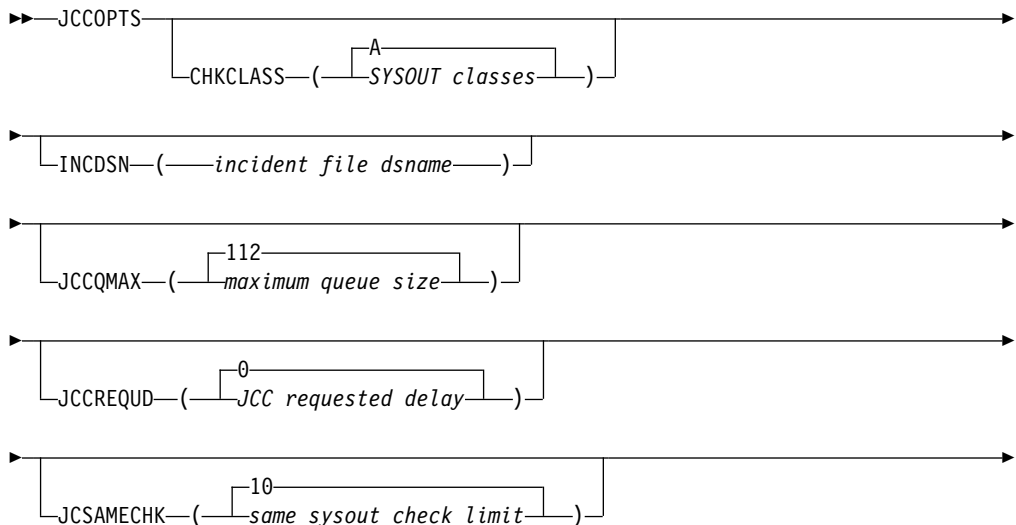 JCCOPTS
A
CHKCLASS ( SYSOUT classes )
INCDSN ( incident file dsname )
112
JCCQMAX ( maximum queue size )
0
JCCREQUD ( JCC requested delay )
10
JCSAMECHK ( same sysout check limit )